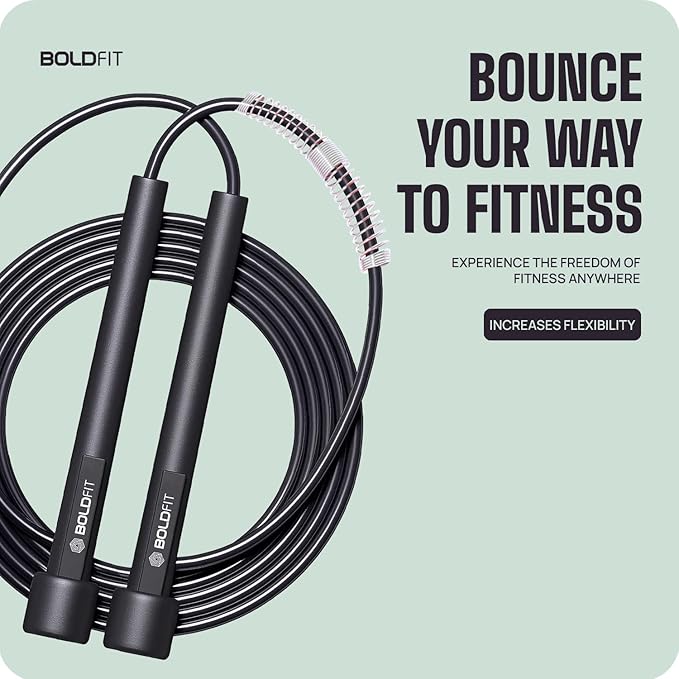 BOLDFIT
BOUNCE
YOUR WAY
TO FITNESS
EXPERIENCE THE FREEDOM OF
FITNESS ANYWHERE
INCREASES FLEXIBILITY
BOLDFIT
BOLDFIT